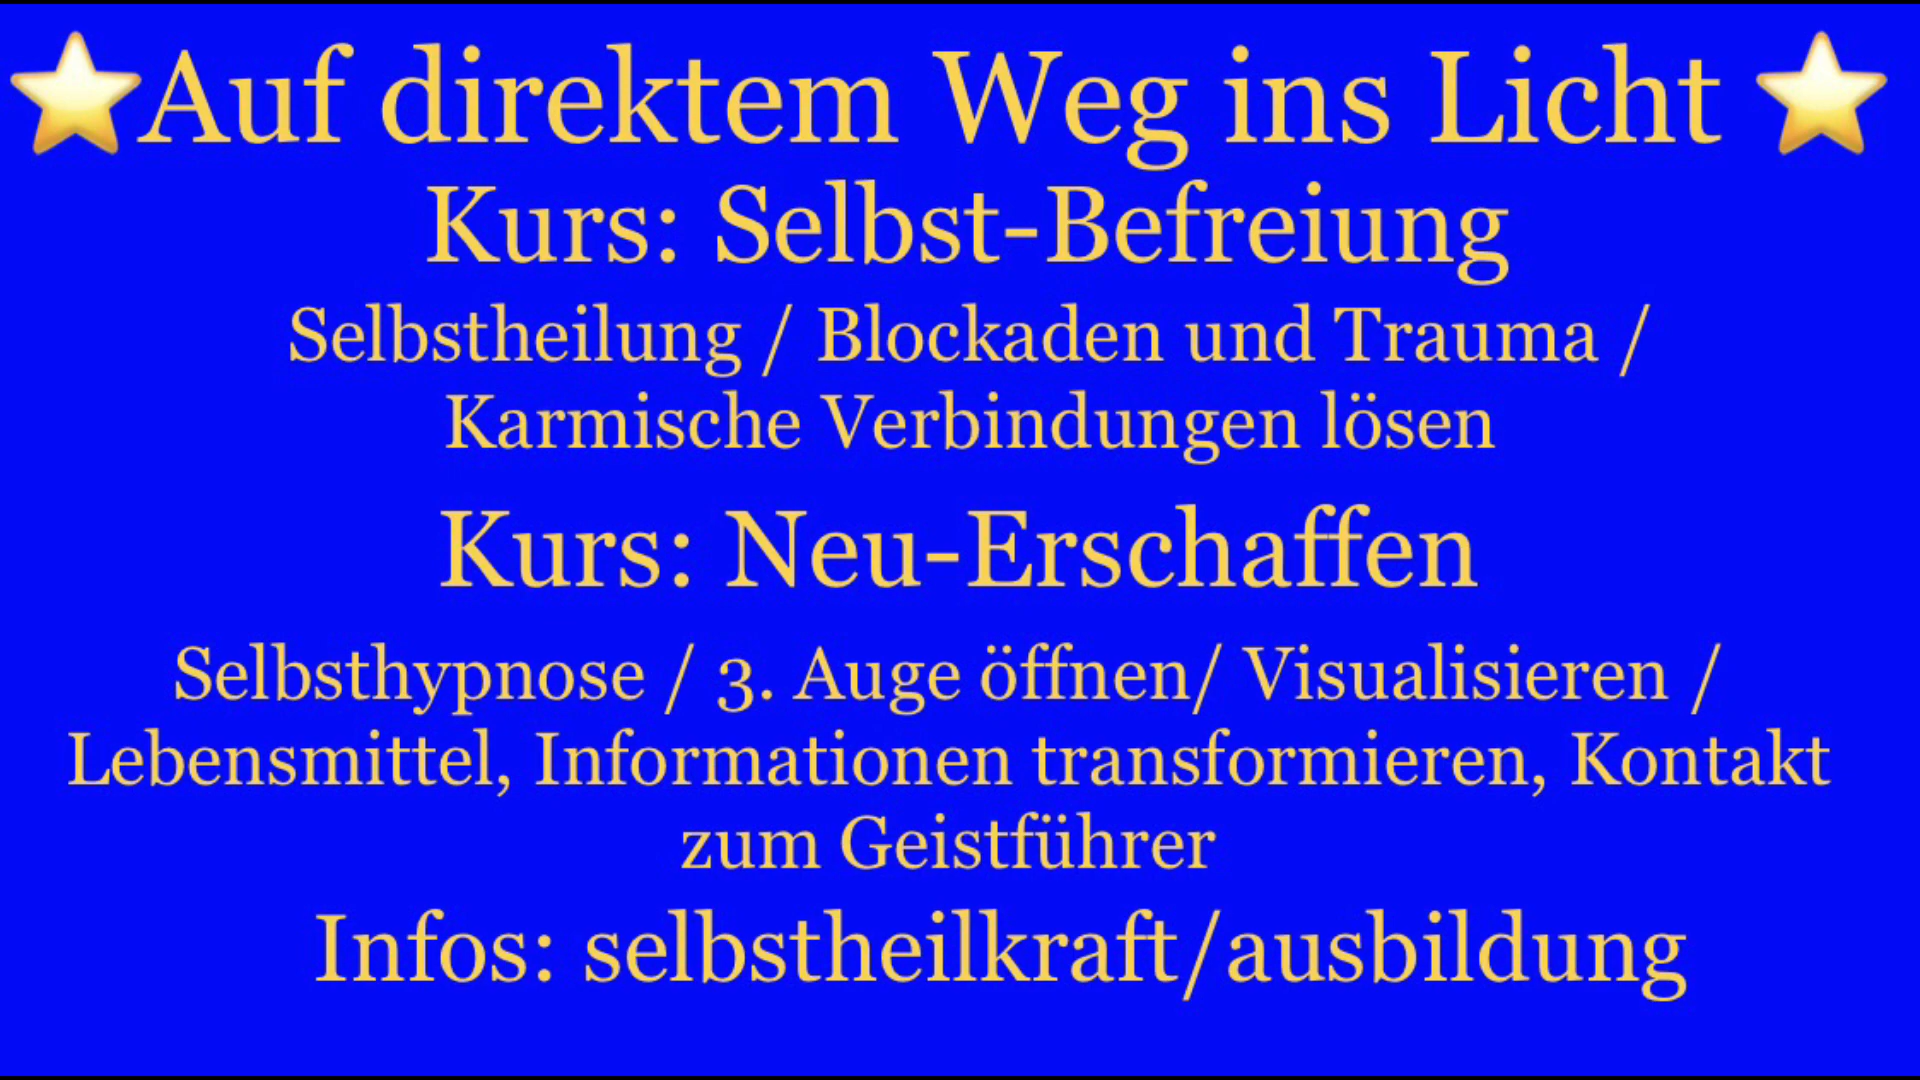 Auf direktem Weg ins Licht
Kurs: Selbst-Befreiung
Selbstheilung / Blockaden und Trauma /
Karmische Verbindungen lösen
Kurs: Neu-Erschaffen
Selbsthypnose / 3. Auge öffnen/ Visualisieren /
Lebensmittel, Informationen transformieren, Kontakt
zum Geistführer
Infos: selbstheilkraft/ausbildung